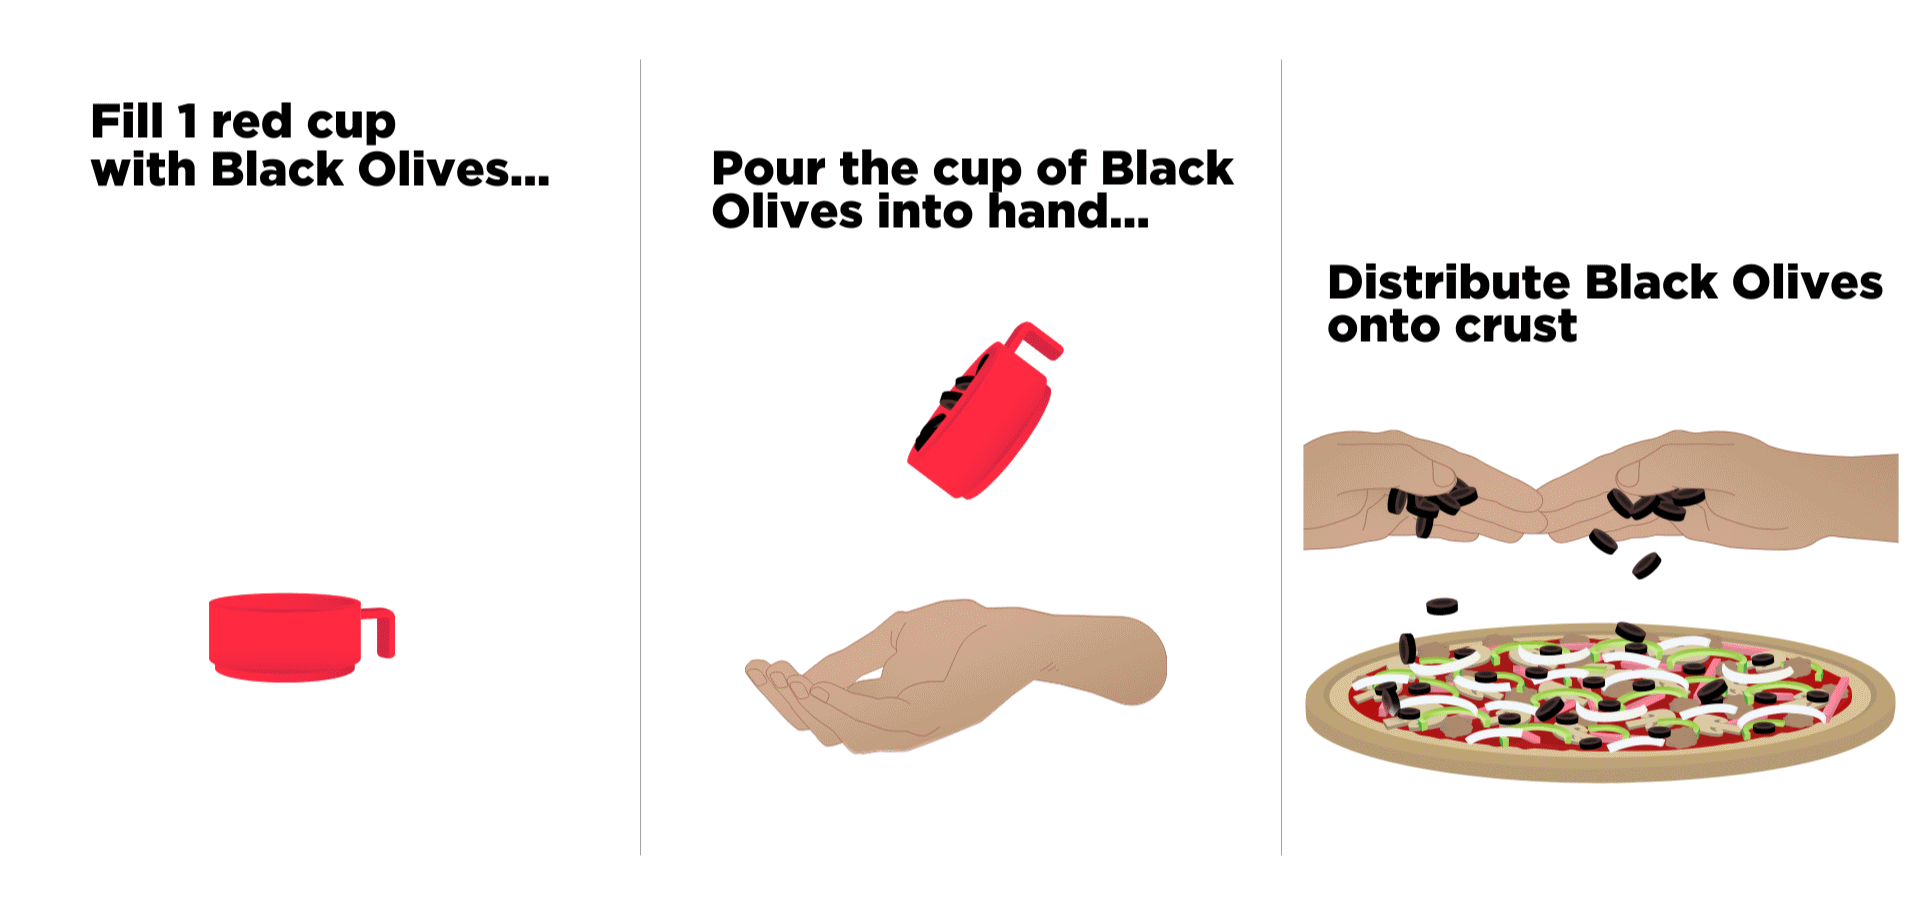 Fill 1 red cup
with Black Olives...
Pour the cup of Black
Olives into hand...
Distribute Black Olives
onto crust